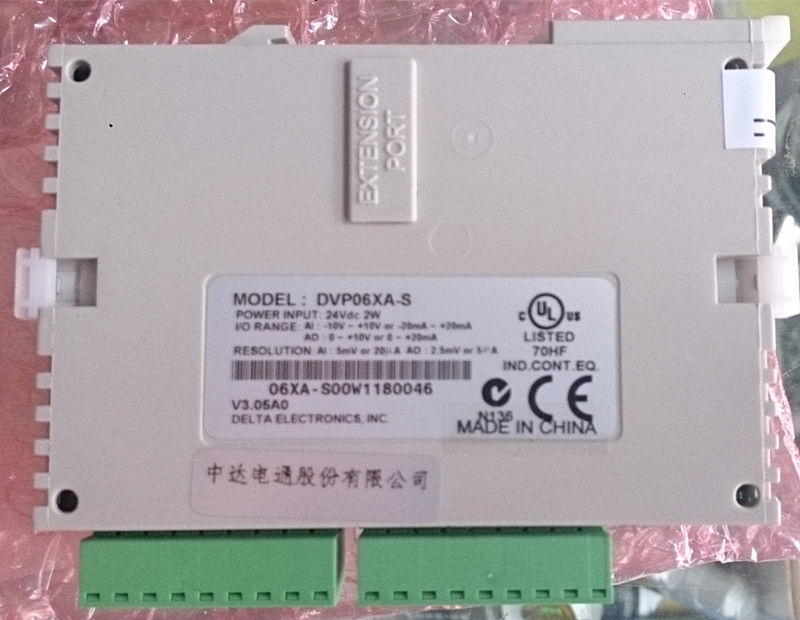 EXTENSION
PORT
MODEL : DVP06XA-S
POWER INPUT: 24Vdc 2W
I/O RANGE: AI : -10V ~ +10V or -20mA ~ +20mA
AO : 0 ~ +10V or 0 ~ +20mA
RESOLUTION: AI : 5mV or 20μA AO : 2.5mV or 5μA
06XA-S00W1180046
V3.05A0
DELTA ELECTRONICS, INC.
C UL US
LISTED
70HF
IND.CONT.EQ.
N136
CE
MADE IN CHINA
中达电通股份有限公司